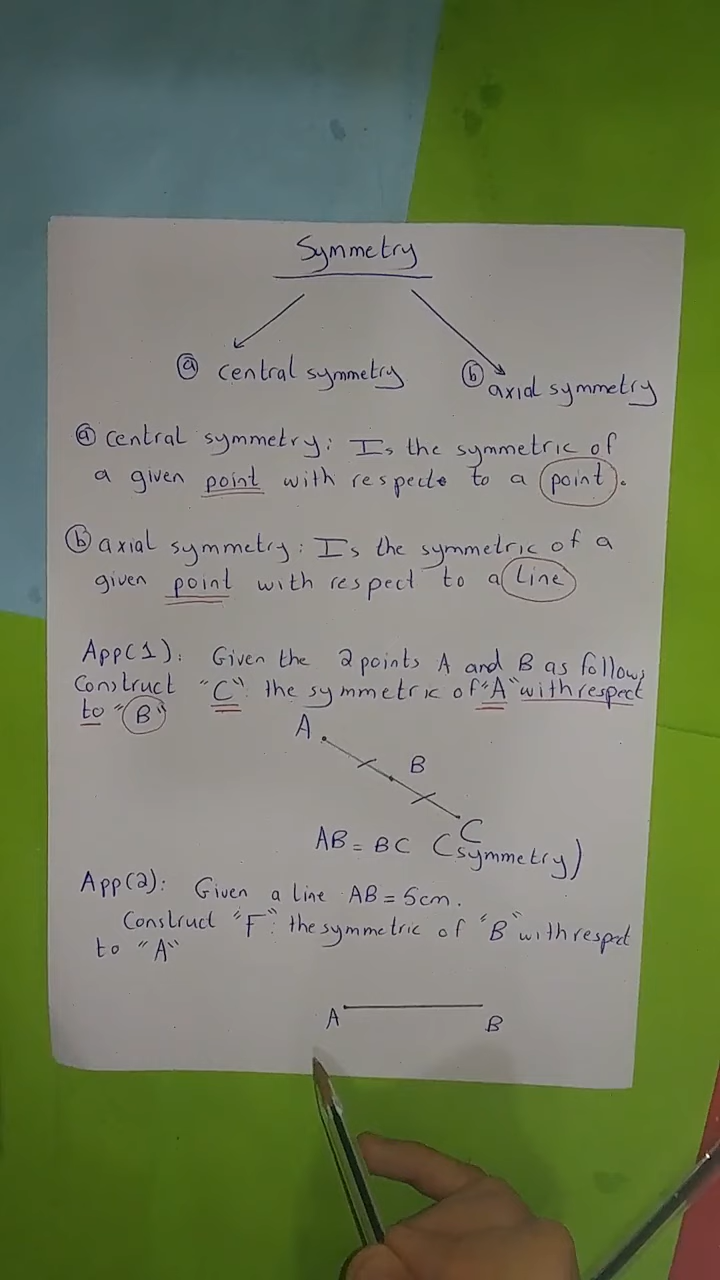 Symmetry
ⓐ central symmetry
ⓑ axial symmetry
ⓐ central symmetry: Is the symmetric of
a given point with respecte to a point.
ⓑ axial symmetry: Is the symmetric of a
given point with respect to a Line
App(1): Given the 2 points A and B as follow,
Construct "C": the symmetric of "A" with respect
to "B"
A
B
C
AB = BC (symmetry)
App(2): Given a line AB = 5cm.
Construct "F": the symmetric of "B" with respect
to "A"
A B